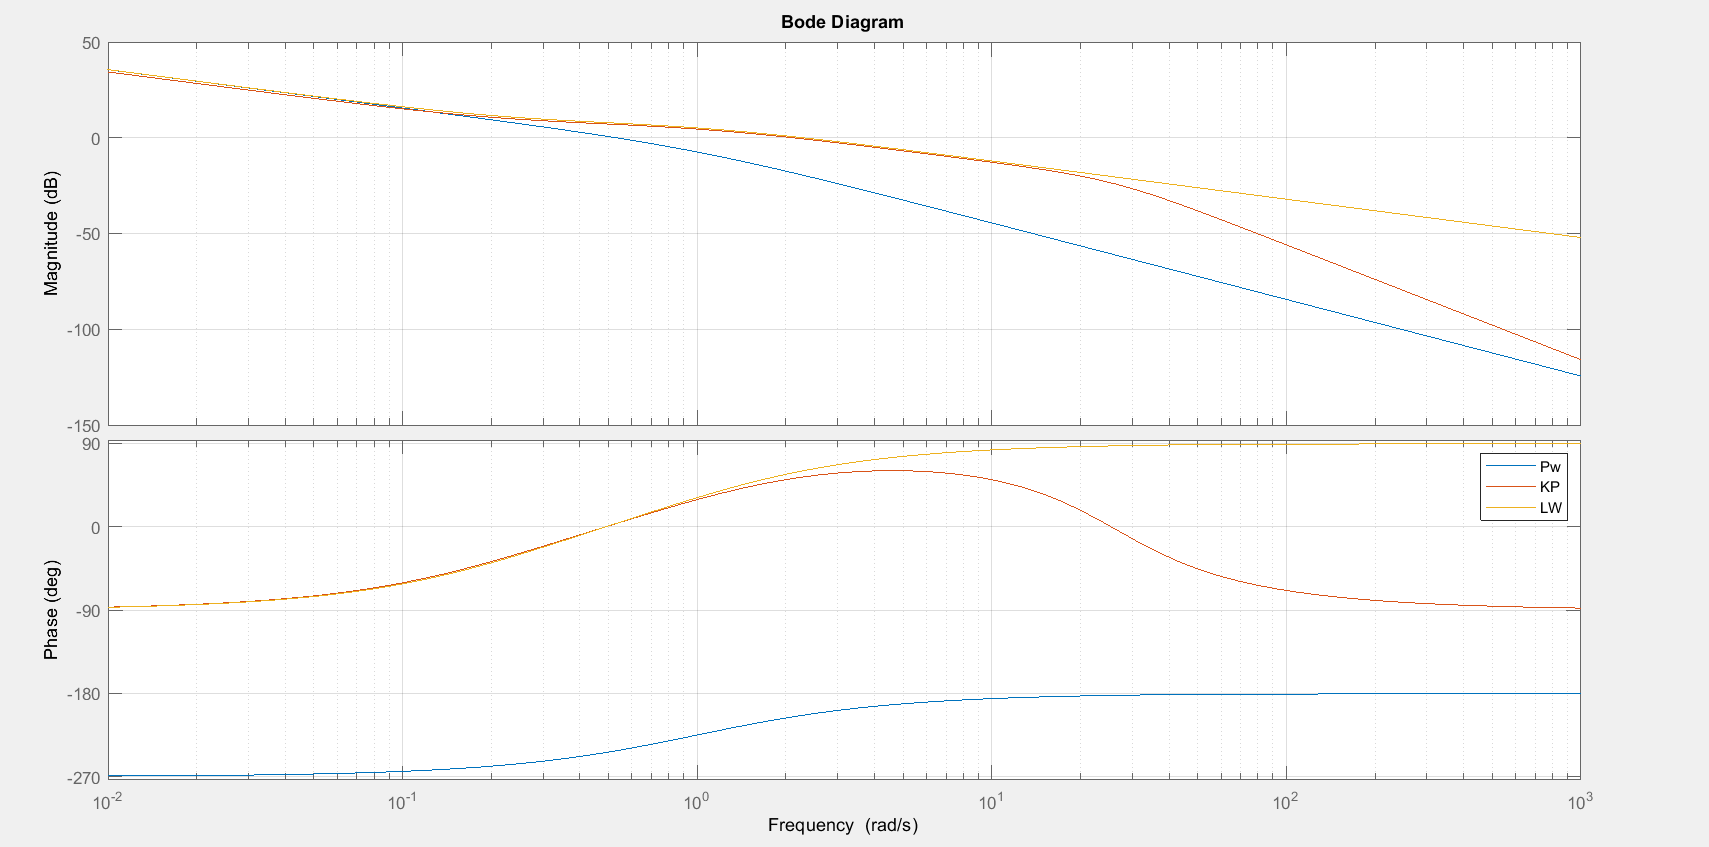 Bode Diagram
Magnitude (dB)
50
0
-50
-100
-150
Phase (deg)
90
0
-90
-180
-270
Pw
KP
LW
10^-2 10^-1 10^0 10^1 10^2 10^3
Frequency (rad/s)